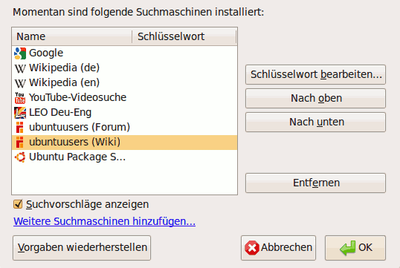 Momentan sind folgende Suchmaschinen installiert:
Name Schlüsselwort
Google
Wikipedia (de)
Wikipedia (en)
YouTube-Videosuche
LEO Deu-Eng
ubuntuusers (Forum)
ubuntuusers (Wiki)
Ubuntu Package S...
Schlüsselwort bearbeiten...
Nach oben
Nach unten
Entfernen
Suchvorschläge anzeigen
Weitere Suchmaschinen hinzufügen...
Vorgaben wiederherstellen
Abbrechen
OK